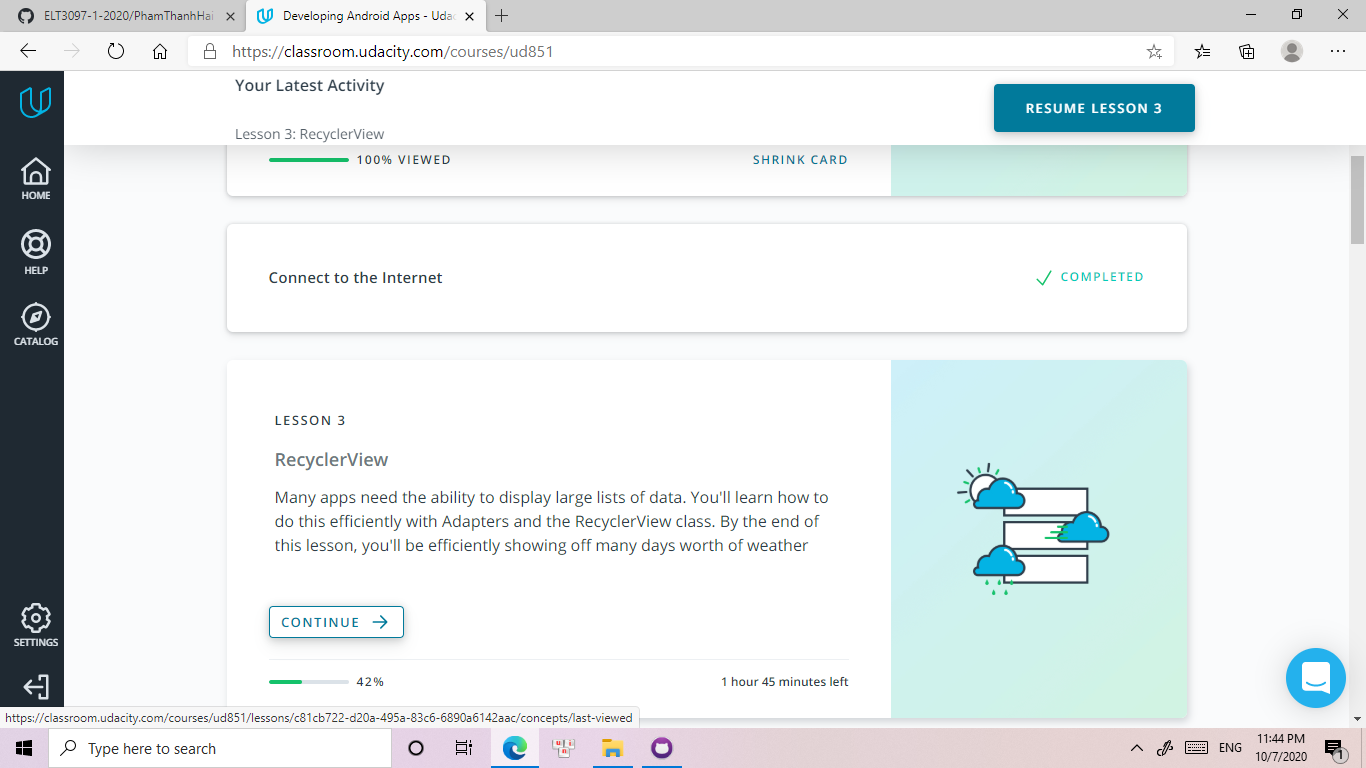 ELT3097-1-2020/PhamThanhHai
Developing Android Apps - Udac
https://classroom.udacity.com/courses/ud851
Your Latest Activity
Lesson 3: RecyclerView
RESUME LESSON 3
100% VIEWED
SHRINK CARD
HOME
HELP
CATALOG
SETTINGS
Connect to the Internet
COMPLETED
LESSON 3
RecyclerView
Many apps need the ability to display large lists of data. You'll learn how to
do this efficiently with Adapters and the RecyclerView class. By the end of
this lesson, you'll be efficiently showing off many days worth of weather
CONTINUE
42%
1 hour 45 minutes left
https://classroom.udacity.com/courses/ud851/lessons/c81cb722-d20a-495a-83c6-6890a6142aac/concepts/last-viewed
Type here to search
ENG
11:44 PM
10/7/2020
1